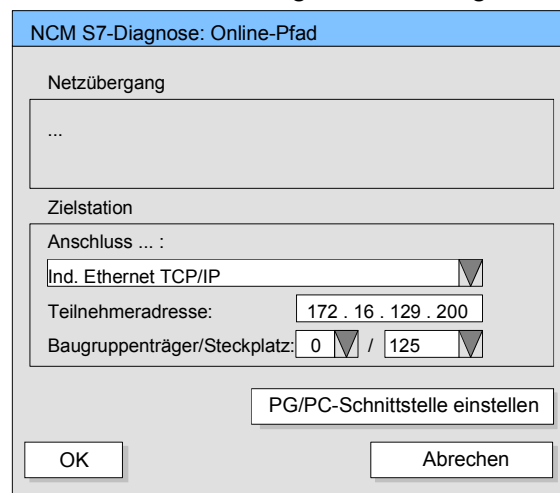 NCM S7-Diagnose: Online-Pfad
Netzübergang
...
Zielstation
Anschluss ... :
Ind. Ethernet TCP/IP
Teilnehmeradresse: 172 . 16 . 129 . 200
Baugruppenträger/Steckplatz: 0 / 125
PG/PC-Schnittstelle einstellen
OK Abrechen